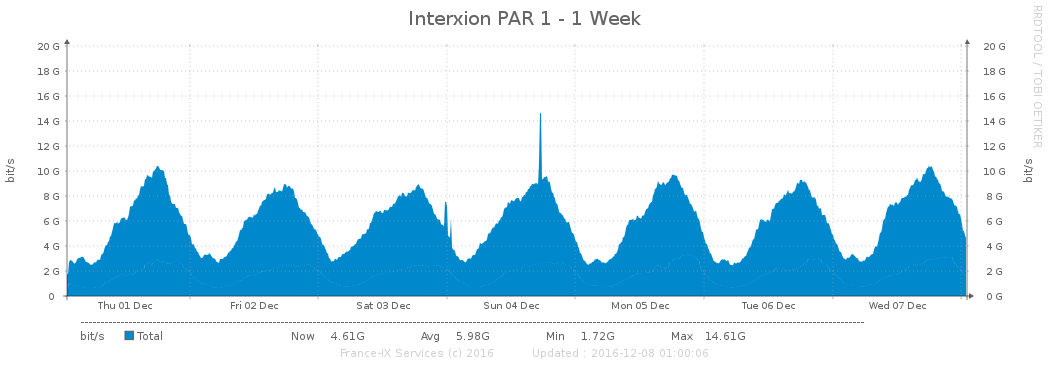 Interxion PAR 1 - 1 Week
RRDTOOL / TOBI OETIKER
bit/s
bit/s
20 G 20 G
18 G 18 G
16 G 16 G
14 G 14 G
12 G 12 G
10 G 10 G
8 G 8 G
6 G 6 G
4 G 4 G
2 G 2 G
0 0 G
Thu 01 Dec Fri 02 Dec Sat 03 Dec Sun 04 Dec Mon 05 Dec Tue 06 Dec Wed 07 Dec
bit/s Total Now 4.61G Avg 5.98G Min 1.72G Max 14.61G
France-IX Services (c) 2016 Updated : 2016-12-08 01:00:06